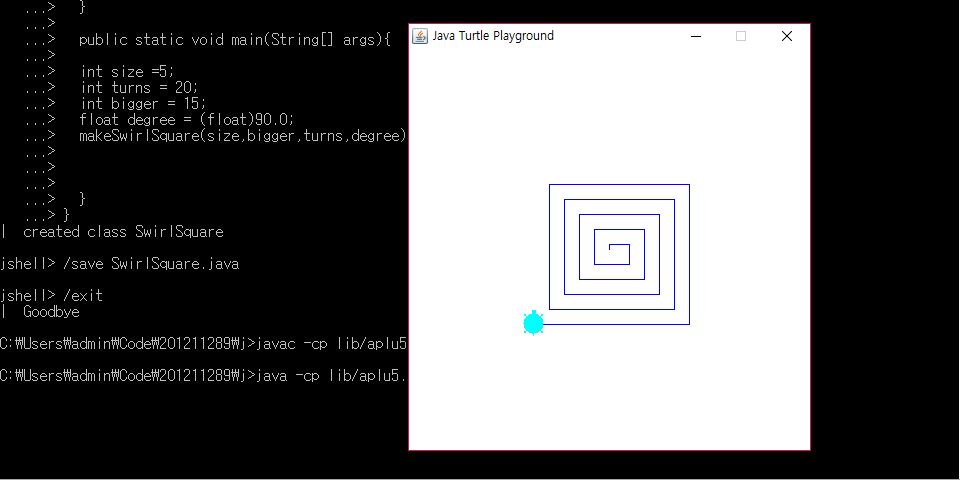 ...> }
...>
...> public static void main(String[] args){
...>
...> int size =5;
...> int turns = 20;
...> int bigger = 15;
...> float degree = (float)90.0;
...> makeSwirlSquare(size,bigger,turns,degree)
...>
...>
...>
...> }
...> }
| created class SwirlSquare
jshell> /save SwirlSquare.java
jshell> /exit
| Goodbye
C:₩Users₩admin₩Code₩201211289₩j>javac -cp lib/aplu5
C:₩Users₩admin₩Code₩201211289₩j>java -cp lib/aplu5.
Java Turtle Playground